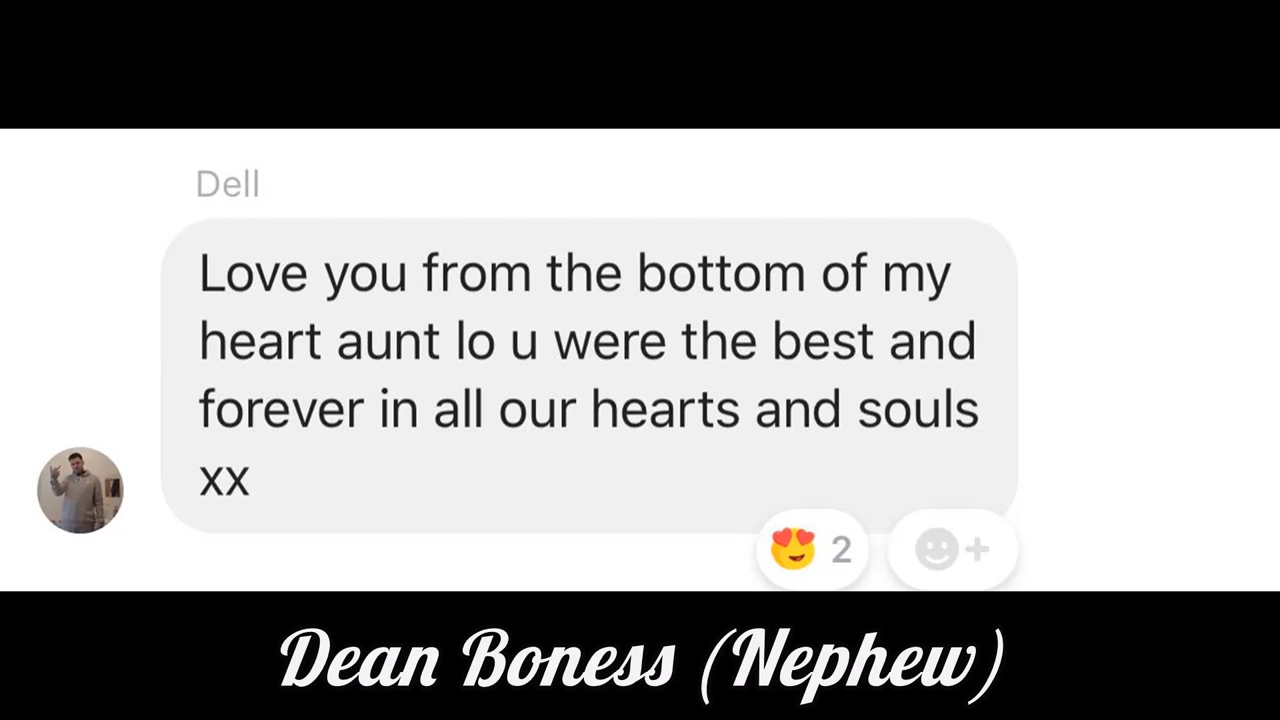 Dell
Love you from the bottom of my
heart aunt lo u were the best and
forever in all our hearts and souls
xx
2
Dean Boness (Nephew)